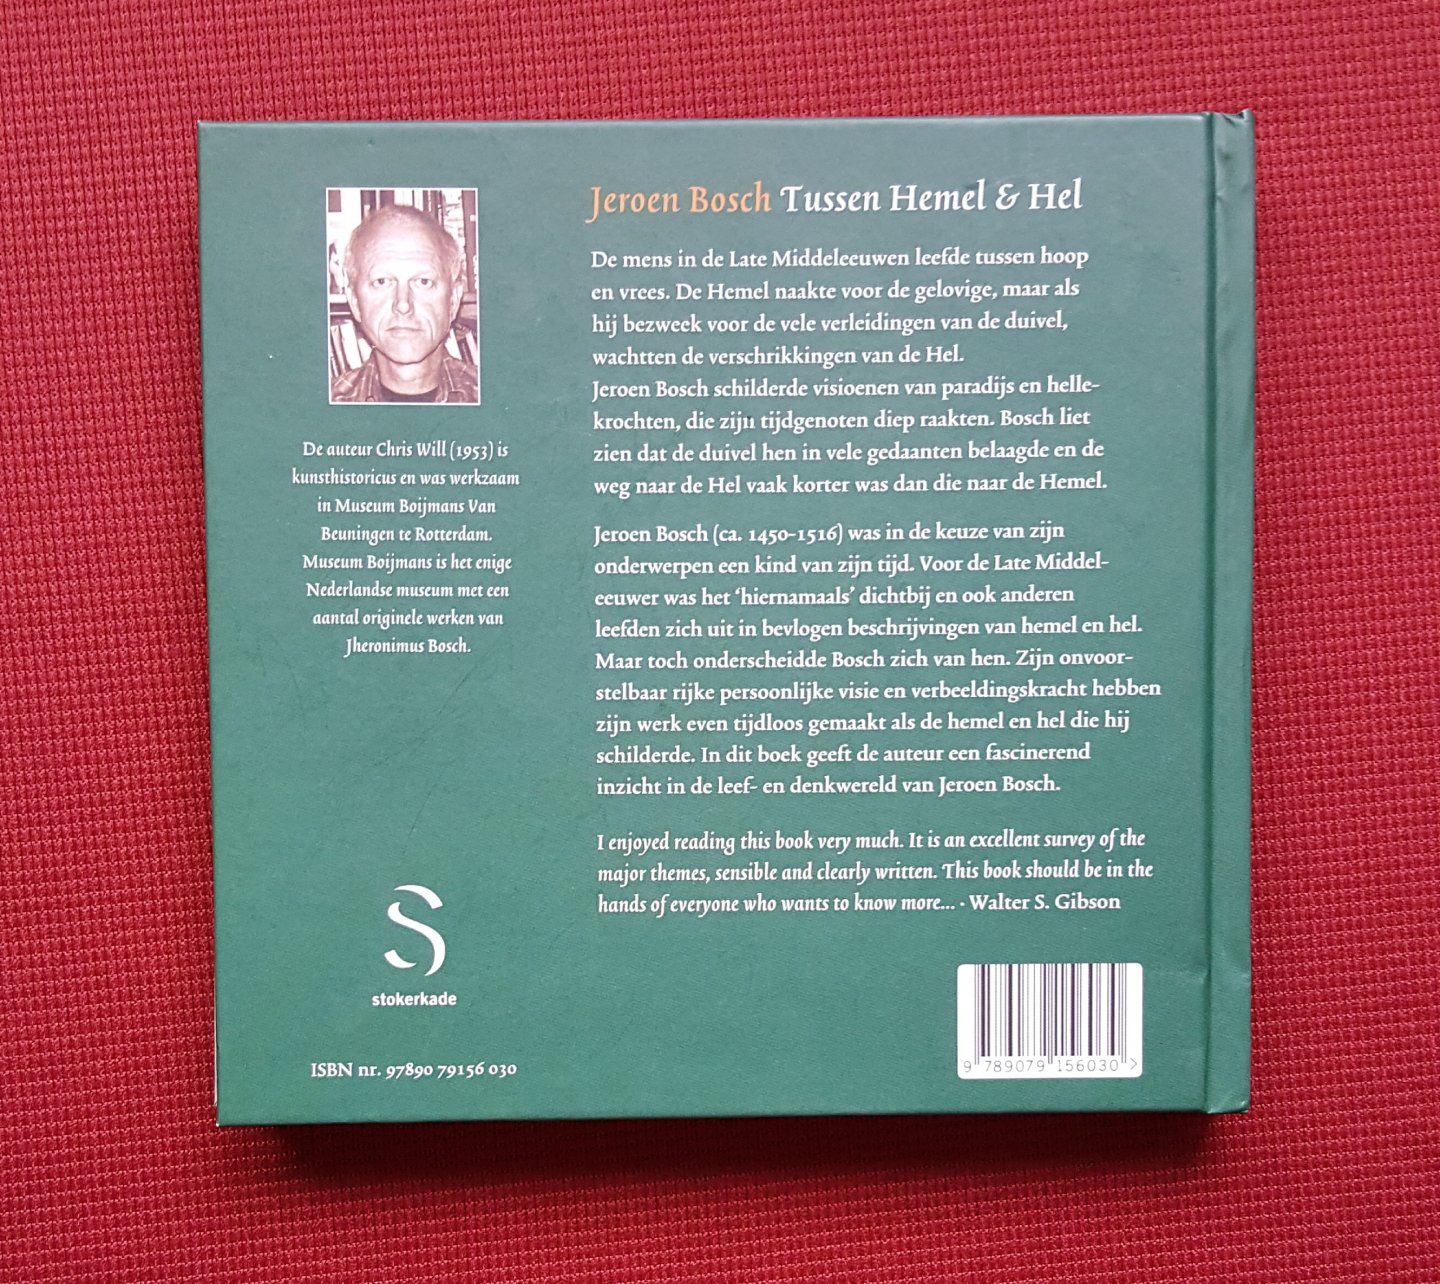 Jeroen Bosch Tussen Hemel & Hel
De mens in de Late Middeleeuwen leefde tussen hoop
en vrees. De Hemel naakte voor de gelovige, maar als
hij bezweek voor de vele verleidingen van de duivel,
wachtten de verschrikkingen van de Hel.
Jeroen Bosch schilderde visioenen van paradijs en helle-
krochten, die zijn tijdgenoten diep raakten. Bosch liet
zien dat de duivel hen in vele gedaanten belaagde en de
weg naar de Hel vaak korter was dan die naar de Hemel.
Jeroen Bosch (ca. 1450-1516) was in de keuze van zijn
onderwerpen een kind van zijn tijd. Voor de Late Middel-
eeuwer was het ‘hiernamaals’ dichtbij en ook anderen
leefden zich uit in bevlogen beschrijvingen van hemel en hel.
Maar toch onderscheidde Bosch zich van hen. Zijn onvoor-
stelbaar rijke persoonlijke visie en verbeeldingskracht hebben
zijn werk even tijdloos gemaakt als de hemel en hel die hij
schilderde. In dit boek geeft de auteur een fascinerend
inzicht in de leef- en denkwereld van Jeroen Bosch.
I enjoyed reading this book very much. It is an excellent survey of the
major themes, sensible and clearly written. This book should be in the
hands of everyone who wants to know more... · Walter S. Gibson
De auteur Chris Will (1953) is
kunsthistoricus en was werkzaam
in Museum Boijmans Van
Beuningen te Rotterdam.
Museum Boijmans is het enige
Nederlandse museum met een
aantal originele werken van
Jheronimus Bosch.
S
stokerkade
ISBN nr. 97890 79156 030
9 789079 156030 >